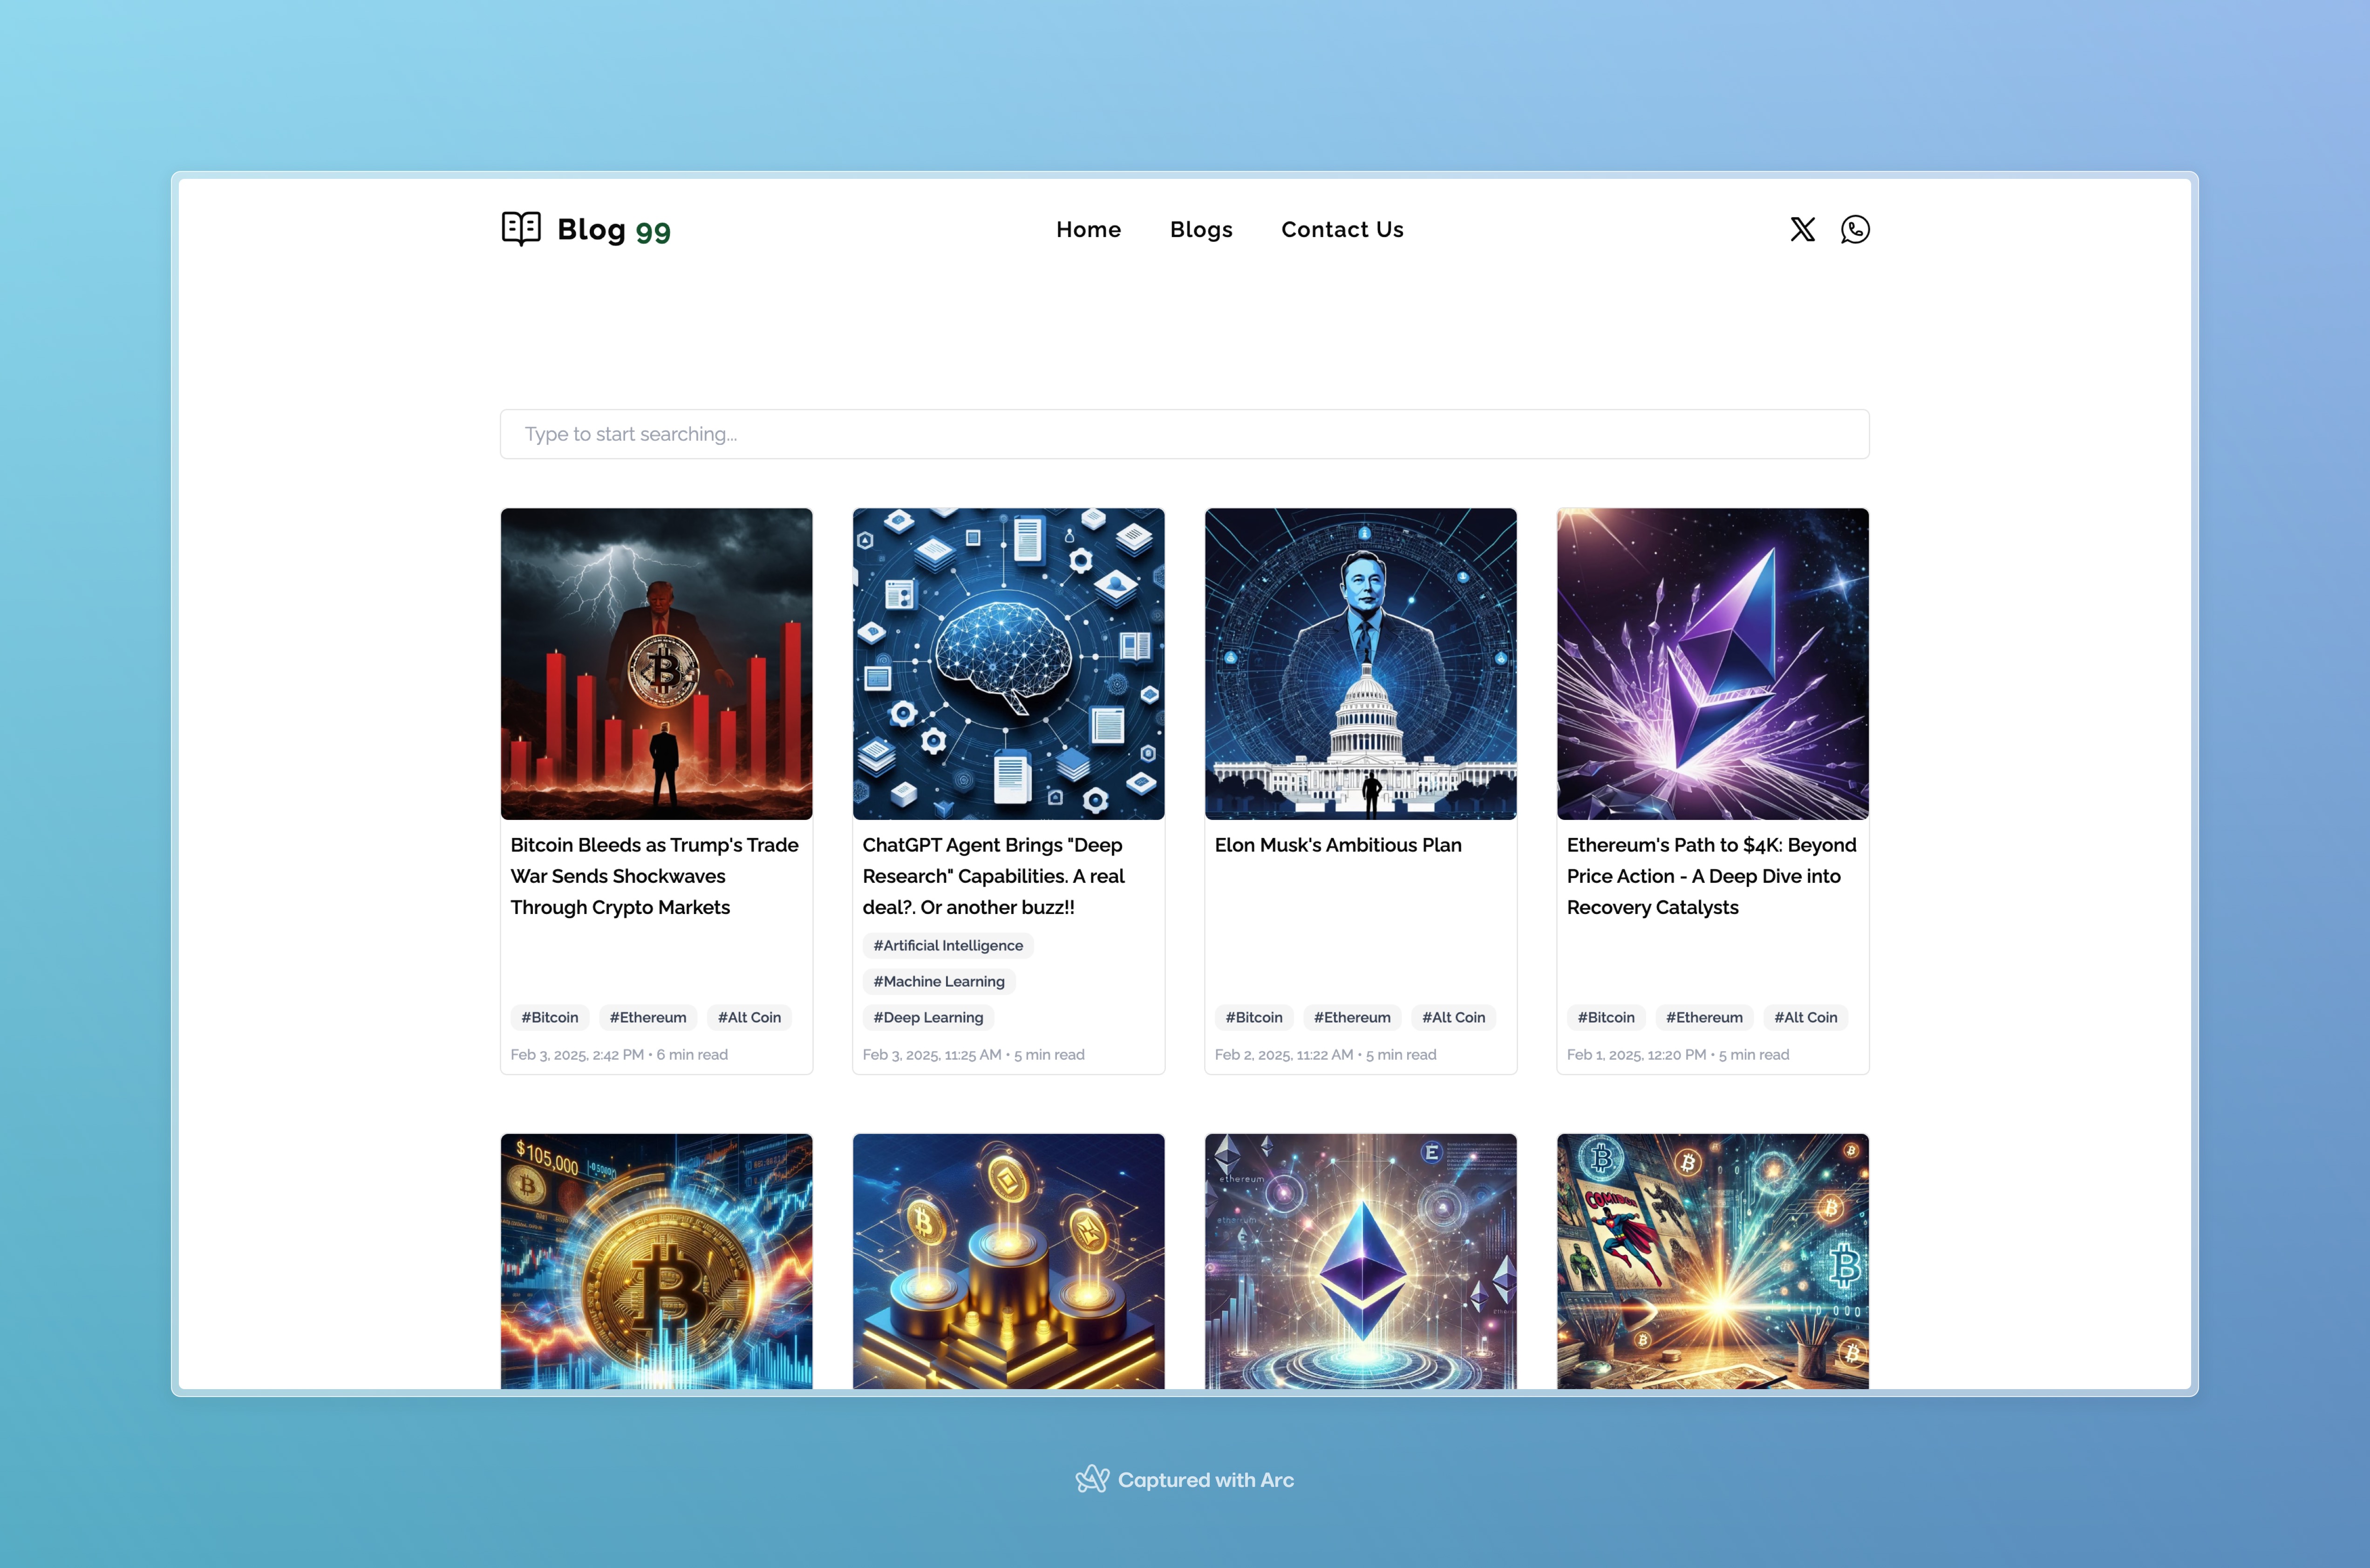 Blog 99
Home Blogs Contact Us
Type to start searching...
Bitcoin Bleeds as Trump's Trade
War Sends Shockwaves
Through Crypto Markets
#Bitcoin #Ethereum #Alt Coin
Feb 3, 2025, 2:42 PM • 6 min read
ChatGPT Agent Brings "Deep
Research" Capabilities. A real
deal?. Or another buzz!!
#Artificial Intelligence
#Machine Learning
#Deep Learning
Feb 3, 2025, 11:25 AM • 5 min read
Elon Musk's Ambitious Plan
#Bitcoin #Ethereum #Alt Coin
Feb 2, 2025, 11:22 AM • 5 min read
Ethereum's Path to $4K: Beyond
Price Action - A Deep Dive into
Recovery Catalysts
#Bitcoin #Ethereum #Alt Coin
Feb 1, 2025, 12:20 PM • 5 min read
$105,000
ethereum
Captured with Arc